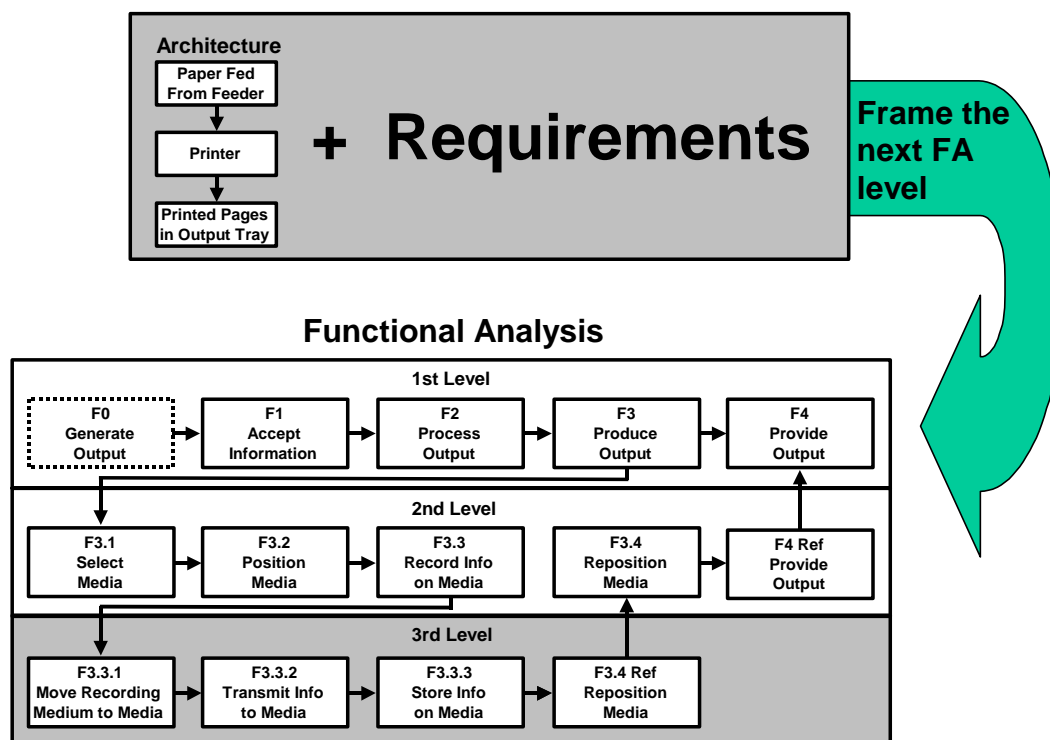 Architecture
Paper Fed
From Feeder
Printer
Printed Pages
in Output Tray
+ Requirements
Frame the
next FA
level
Functional Analysis
1st Level
F0
Generate
Output
F1
Accept
Information
F2
Process
Output
F3
Produce
Output
F4
Provide
Output
2nd Level
F3.1
Select
Media
F3.2
Position
Media
F3.3
Record Info
on Media
F3.4
Reposition
Media
F4 Ref
Provide
Output
3rd Level
F3.3.1
Move Recording
Medium to Media
F3.3.2
Transmit Info
to Media
F3.3.3
Store Info
on Media
F3.4 Ref
Reposition
Media